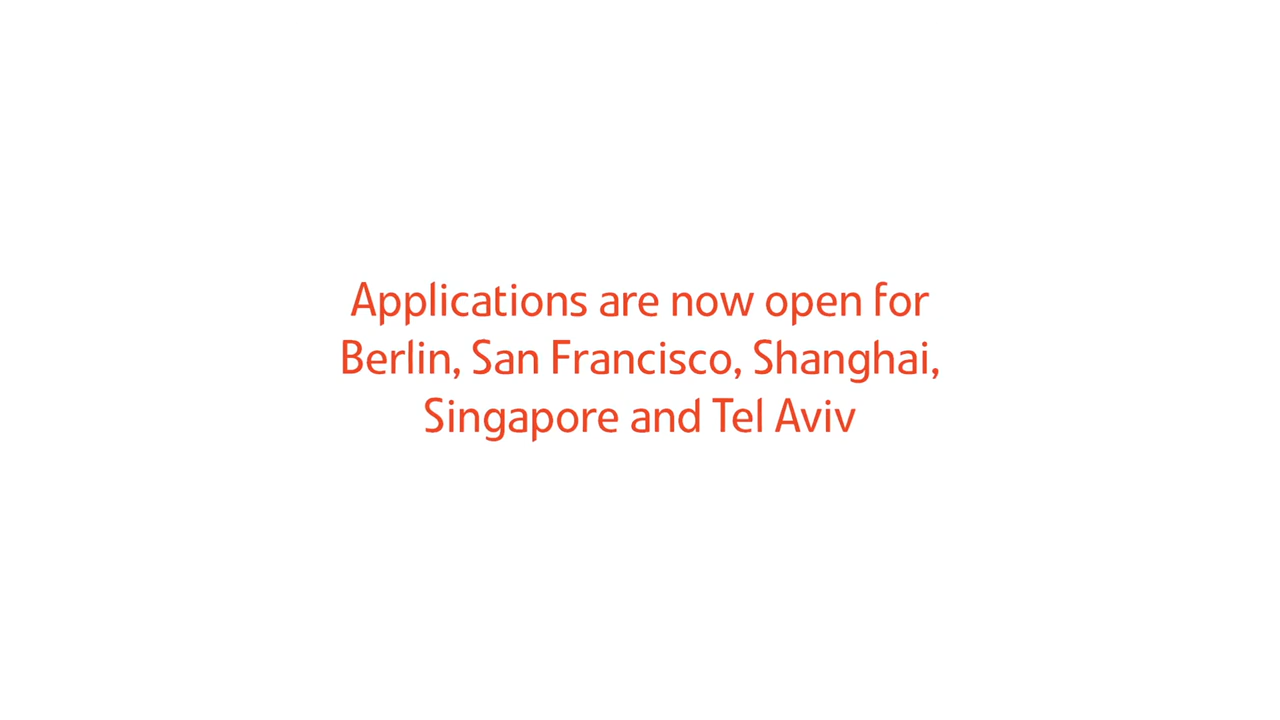 Applications are now open for
Berlin, San Francisco, Shanghai,
Singapore and Tel Aviv